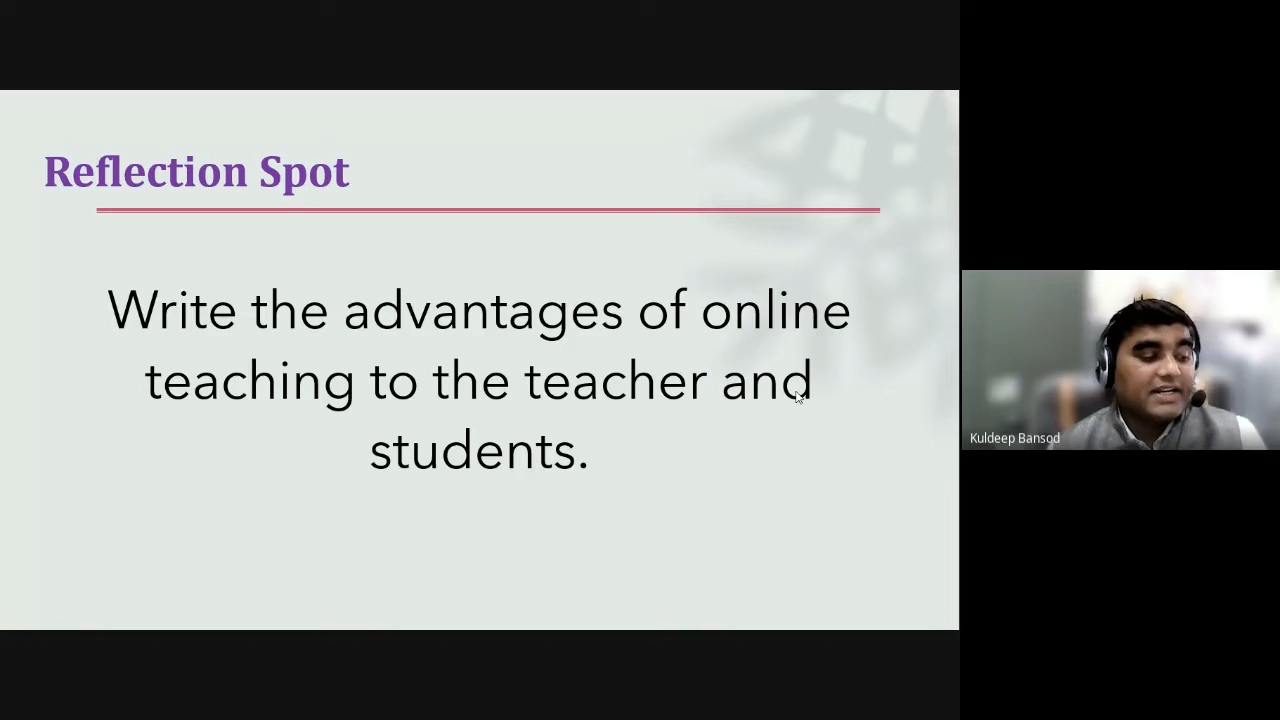 Reflection Spot
Write the advantages of online
teaching to the teacher and
students.
Kuldeep Bansod